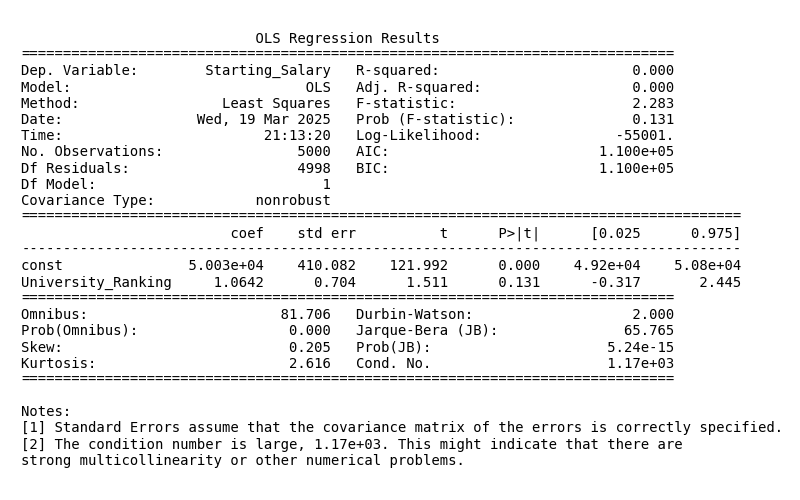 OLS Regression Results
==============================================================================
Dep. Variable:        Starting_Salary   R-squared:                       0.000
Model:                            OLS   Adj. R-squared:                  0.000
Method:                 Least Squares   F-statistic:                     2.283
Date:                Wed, 19 Mar 2025   Prob (F-statistic):              0.131
Time:                        21:13:20   Log-Likelihood:                -55001.
No. Observations:                5000   AIC:                         1.100e+05
Df Residuals:                    4998   BIC:                         1.100e+05
Df Model:                           1
Covariance Type:            nonrobust
======================================================================================
                         coef    std err          t      P>|t|      [0.025      0.975]
--------------------------------------------------------------------------------------
const               5.003e+04    410.082    121.992      0.000    4.92e+04    5.08e+04
University_Ranking     1.0642      0.704      1.511      0.131      -0.317       2.445
==============================================================================
Omnibus:                       81.706   Durbin-Watson:                   2.000
Prob(Omnibus):                  0.000   Jarque-Bera (JB):               65.765
Skew:                           0.205   Prob(JB):                     5.24e-15
Kurtosis:                       2.616   Cond. No.                     1.17e+03
==============================================================================
Notes:
[1] Standard Errors assume that the covariance matrix of the errors is correctly specified.
[2] The condition number is large, 1.17e+03. This might indicate that there are
strong multicollinearity or other numerical problems.